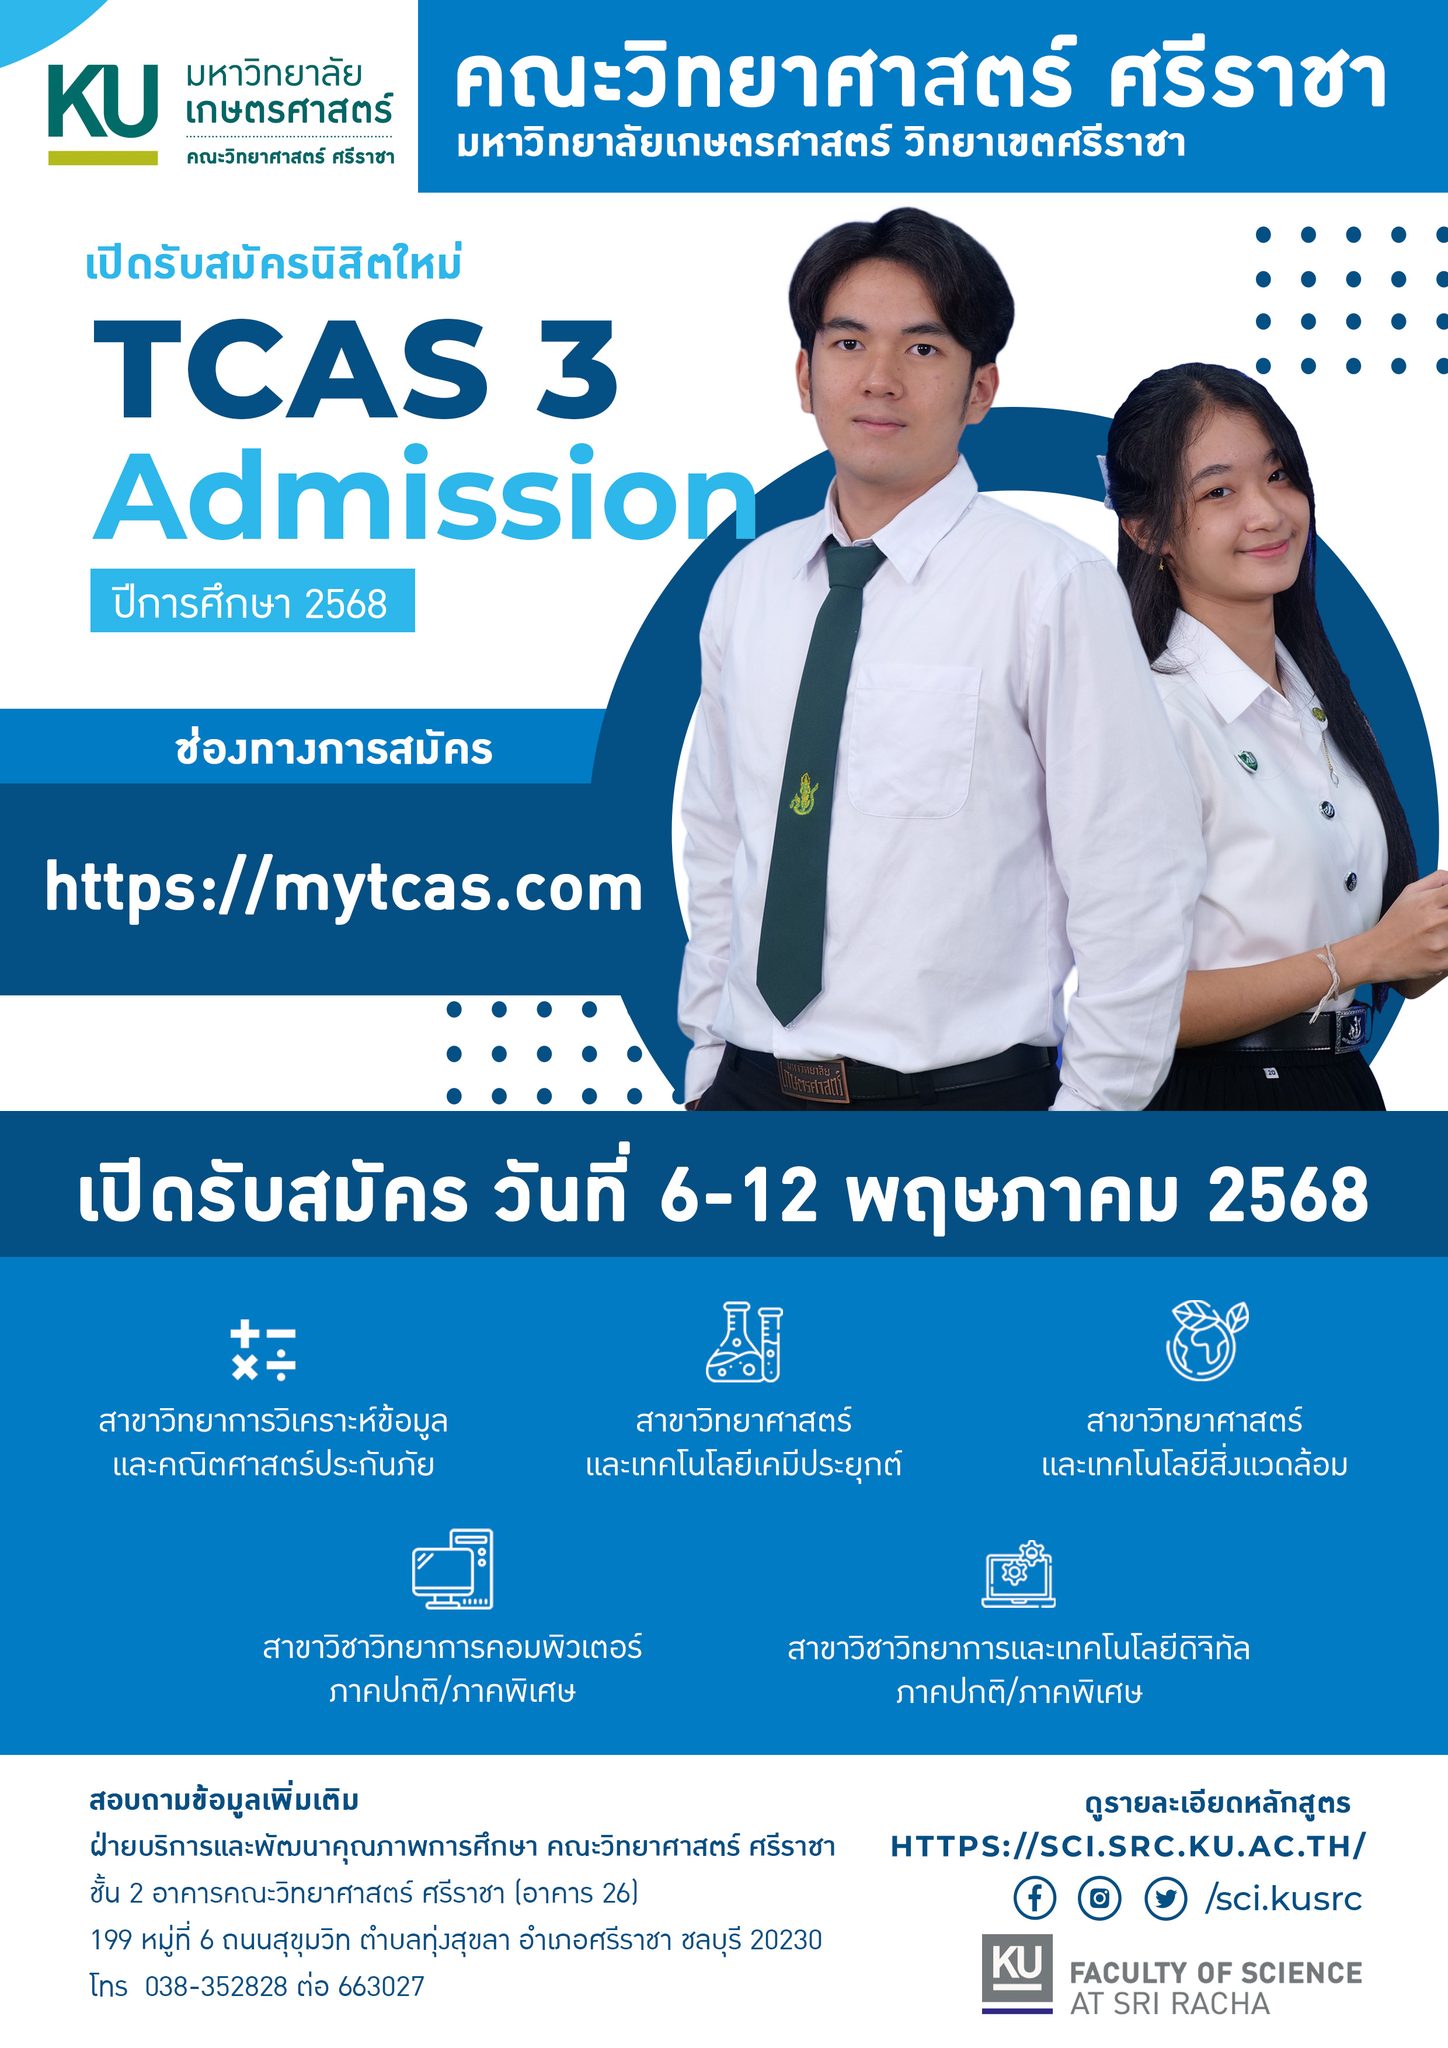 KU
มหาวิทยาลัย
เกษตรศาสตร์
คณะวิทยาศาสตร์ ศรีราชา
คณะวิทยาศาสตร์ ศรีราชา
มหาวิทยาลัยเกษตรศาสตร์ วิทยาเขตศรีราชา
เปิดรับสมัครนิสิตใหม่
TCAS 3
Admission
ปีการศึกษา 2568
ช่องทางการสมัคร
https://mytcas.com
มหาวิทยาลัย
เกษตรศาสตร์
เปิดรับสมัคร วันที่ 6-12 พฤษภาคม 2568
สาขาวิทยาการวิเคราะห์ข้อมูล
และคณิตศาสตร์ประกันภัย
สาขาวิทยาศาสตร์
และเทคโนโลยีเคมีประยุกต์
สาขาวิทยาศาสตร์
และเทคโนโลยีสิ่งแวดล้อม
สาขาวิชาวิทยาการคอมพิวเตอร์
ภาคปกติ/ภาคพิเศษ
สาขาวิชาวิทยาการและเทคโนโลยีดิจิทัล
ภาคปกติ/ภาคพิเศษ
สอบถามข้อมูลเพิ่มเติม
ฝ่ายบริการและพัฒนาคุณภาพการศึกษา คณะวิทยาศาสตร์ ศรีราชา
ชั้น 2 อาคารคณะวิทยาศาสตร์ ศรีราชา (อาคาร 26)
199 หมู่ที่ 6 ถนนสุขุมวิท ตำบลทุ่งสุขลา อำเภอศรีราชา ชลบุรี 20230
โทร 038-352828 ต่อ 663027
ดูรายละเอียดหลักสูตร
HTTPS://SCI.SRC.KU.AC.TH/
/sci.kusrc
KU
FACULTY OF SCIENCE
AT SRI RACHA